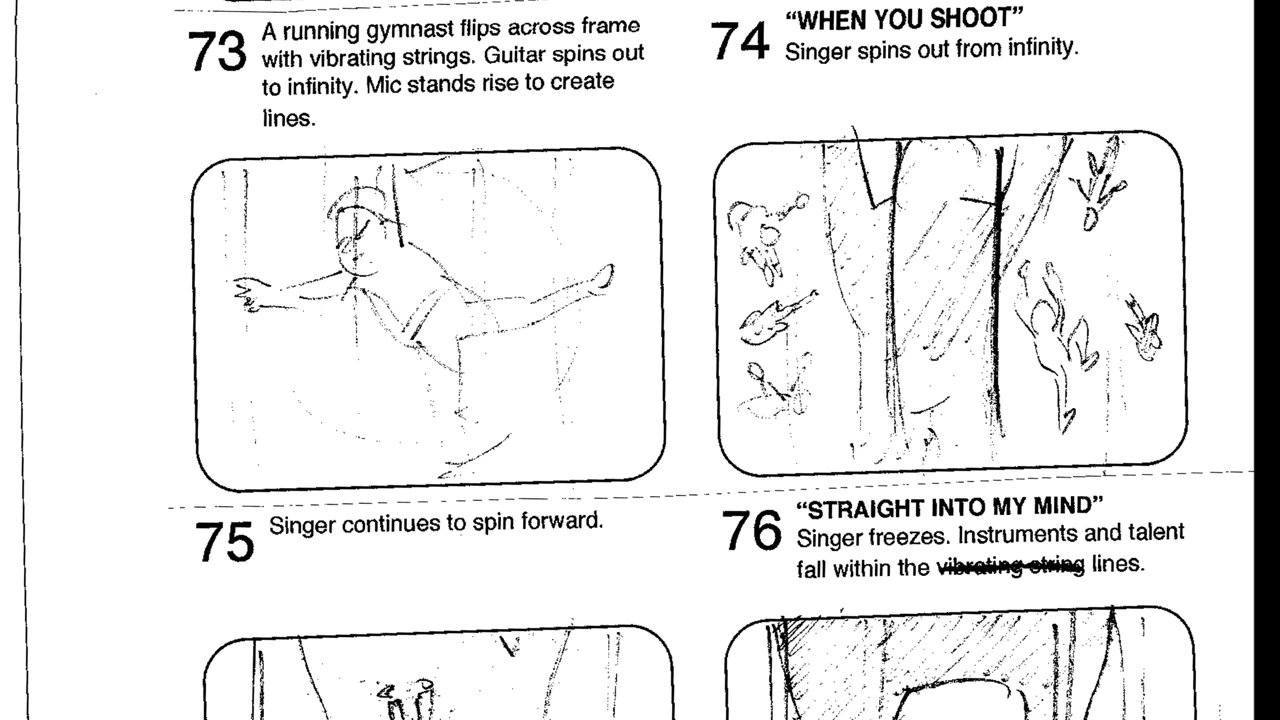 73
A running gymnast flips across frame
with vibrating strings. Guitar spins out
to infinity. Mic stands rise to create
lines.
74
“WHEN YOU SHOOT”
Singer spins out from infinity.
75
Singer continues to spin forward.
76
“STRAIGHT INTO MY MIND”
Singer freezes. Instruments and talent
fall within the vibrating string lines.